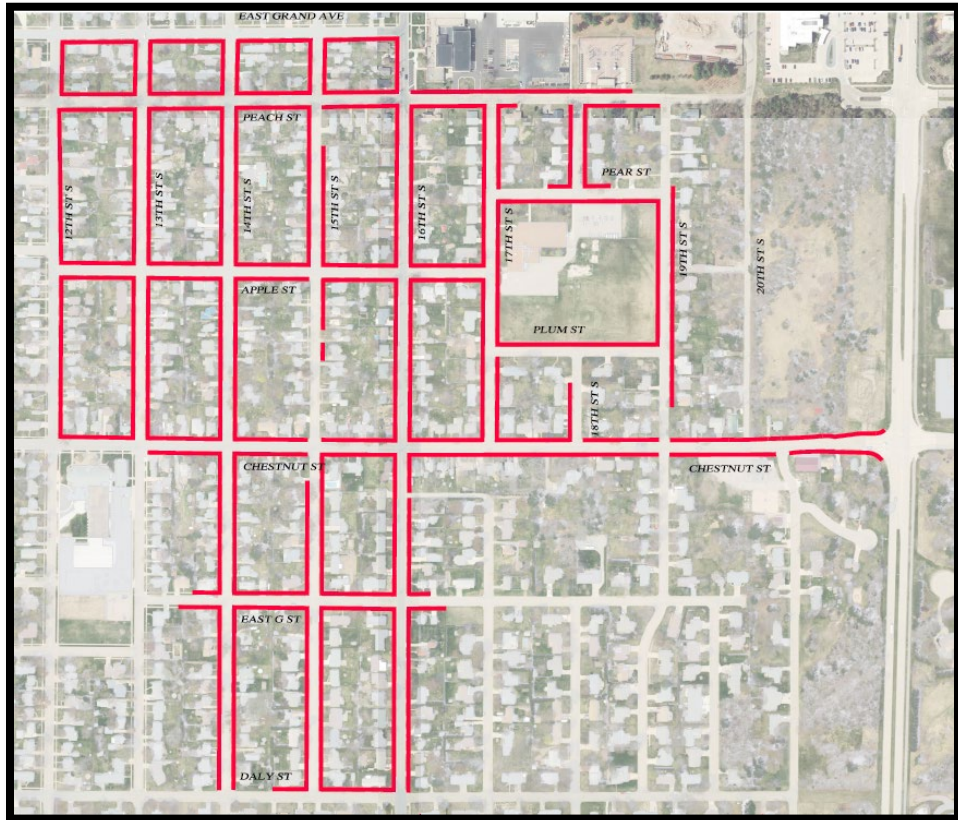 EAST GRAND AVE
PEACH ST
PEAR ST
12TH ST S
13TH ST S
14TH ST S
15TH ST S
16TH ST S
17TH ST S
19TH ST S
20TH ST S
APPLE ST
PLUM ST
18TH ST S
CHESTNUT ST
CHESTNUT ST
EAST G ST
DALY ST